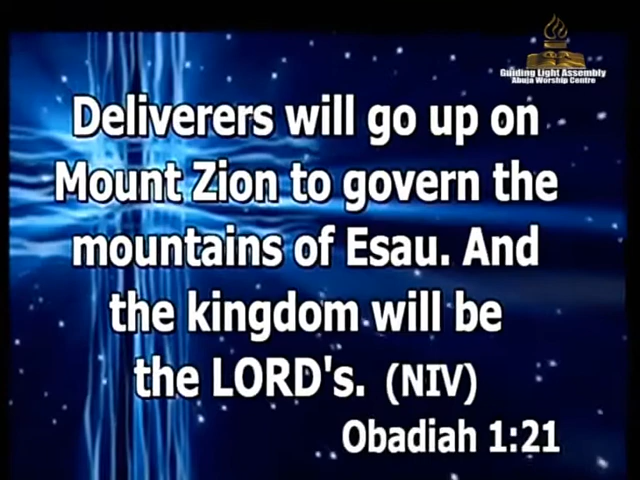 Guiding Light Assembly
Abuja Worship Centre
Deliverers will go up on
Mount Zion to govern the
mountains of Esau. And
the kingdom will be
the LORD's. (NIV)
Obadiah 1:21